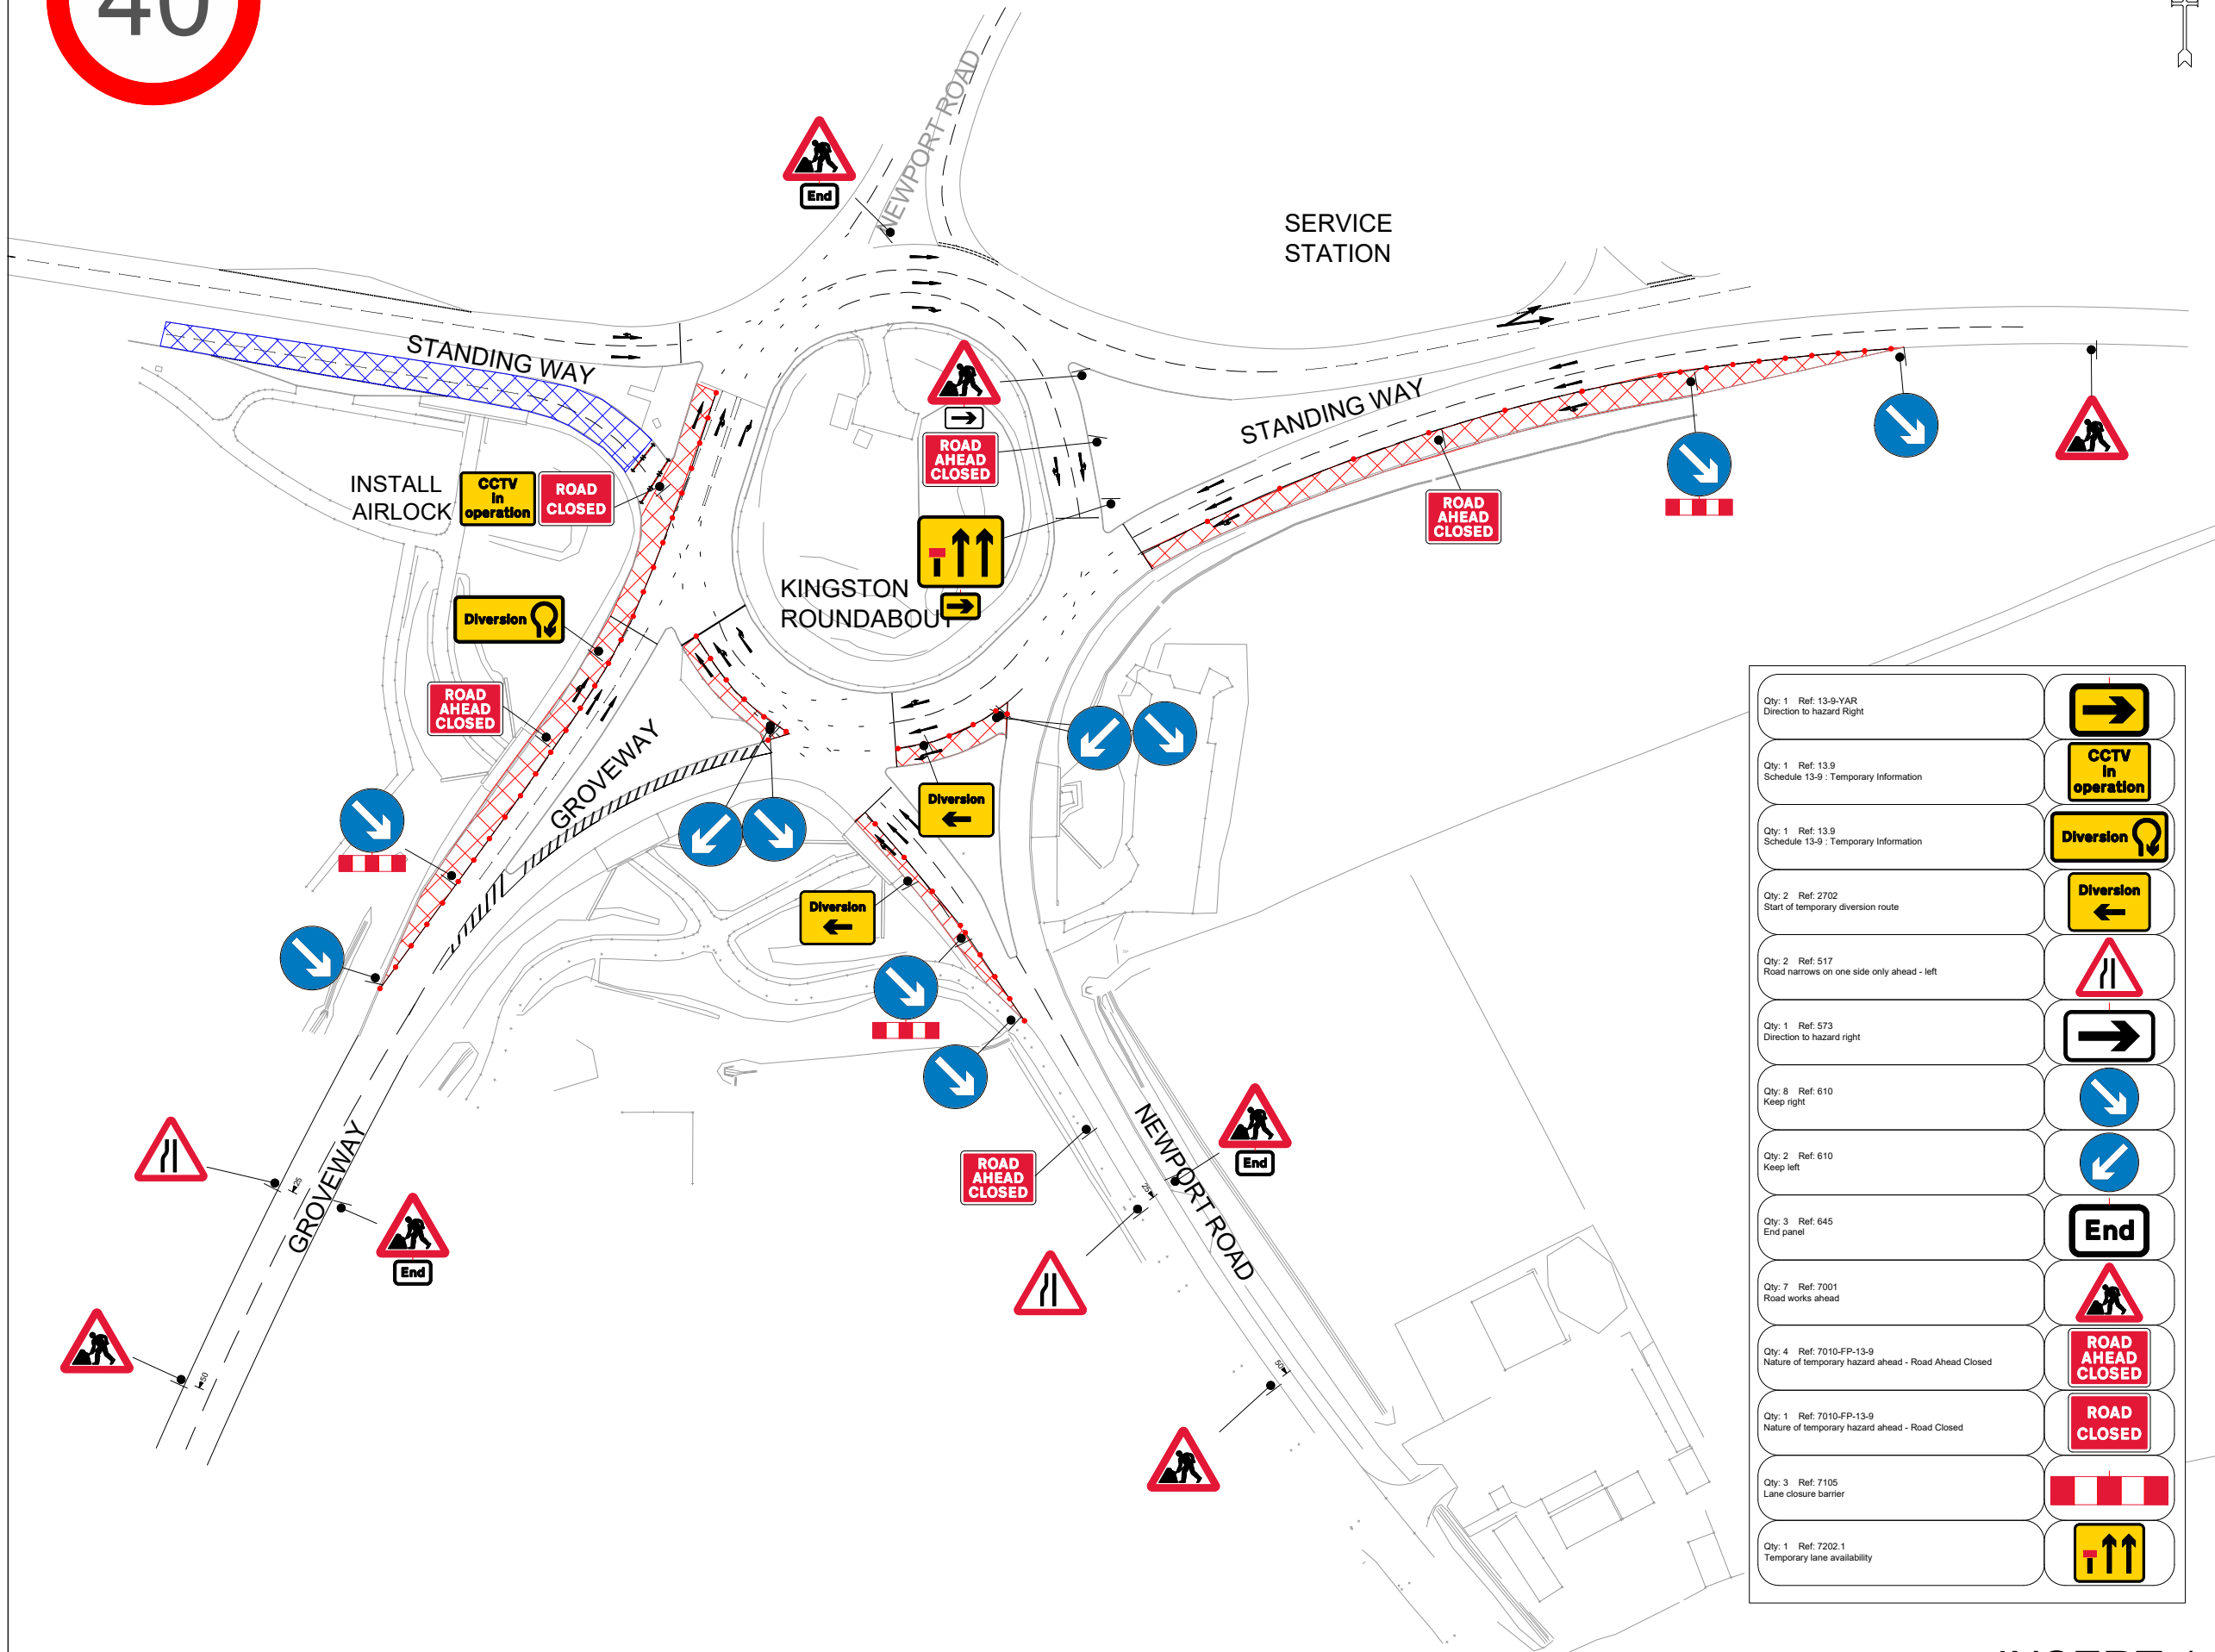 40
NEWPORT ROAD
End
SERVICE
STATION
STANDING WAY
STANDING WAY
INSTALL
AIRLOCK
CCTV
in
operation
ROAD
CLOSED
ROAD
AHEAD
CLOSED
ROAD
AHEAD
CLOSED
KINGSTON
ROUNDABOUT
Diversion
ROAD
AHEAD
CLOSED
GROVEWAY
Diversion
Diversion
ROAD
AHEAD
CLOSED
NEWPORT ROAD
End
25
25
GROVEWAY
End
50
50
Qty: 1 Ref: 13-9-YAR
Direction to hazard Right
Qty: 1 Ref: 13.9
Schedule 13-9 : Temporary Information
CCTV
in
operation
Qty: 1 Ref: 13.9
Schedule 13-9 : Temporary Information
Diversion
Qty: 2 Ref: 2702
Start of temporary diversion route
Diversion
Qty: 2 Ref: 517
Road narrows on one side only ahead - left
Qty: 1 Ref: 573
Direction to hazard right
Qty: 8 Ref: 610
Keep right
Qty: 2 Ref: 610
Keep left
Qty: 3 Ref: 645
End panel
End
Qty: 7 Ref: 7001
Road works ahead
Qty: 4 Ref: 7010-FP-13-9
Nature of temporary hazard ahead - Road Ahead Closed
ROAD
AHEAD
CLOSED
Qty: 1 Ref: 7010-FP-13-9
Nature of temporary hazard ahead - Road Closed
ROAD
CLOSED
Qty: 3 Ref: 7105
Lane closure barrier
Qty: 1 Ref: 7202.1
Temporary lane availability